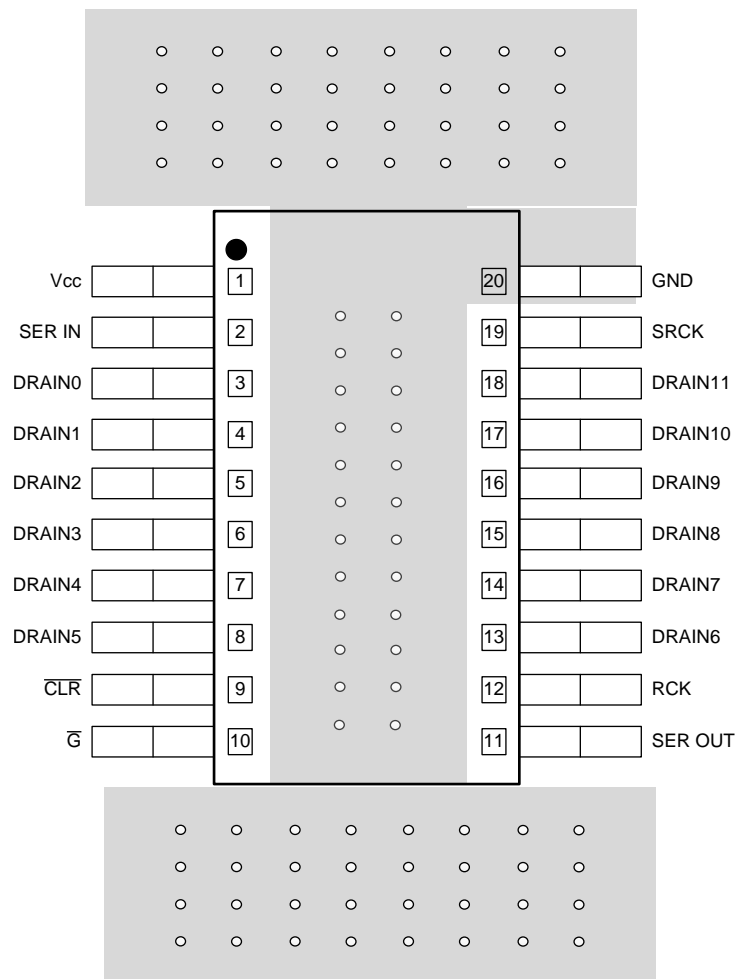 Vcc 1 20 GND
SER IN 2 19 SRCK
DRAIN0 3 18 DRAIN11
DRAIN1 4 17 DRAIN10
DRAIN2 5 16 DRAIN9
DRAIN3 6 15 DRAIN8
DRAIN4 7 14 DRAIN7
DRAIN5 8 13 DRAIN6
C̅L̅R̅ 9 12 RCK
G̅ 10 11 SER OUT